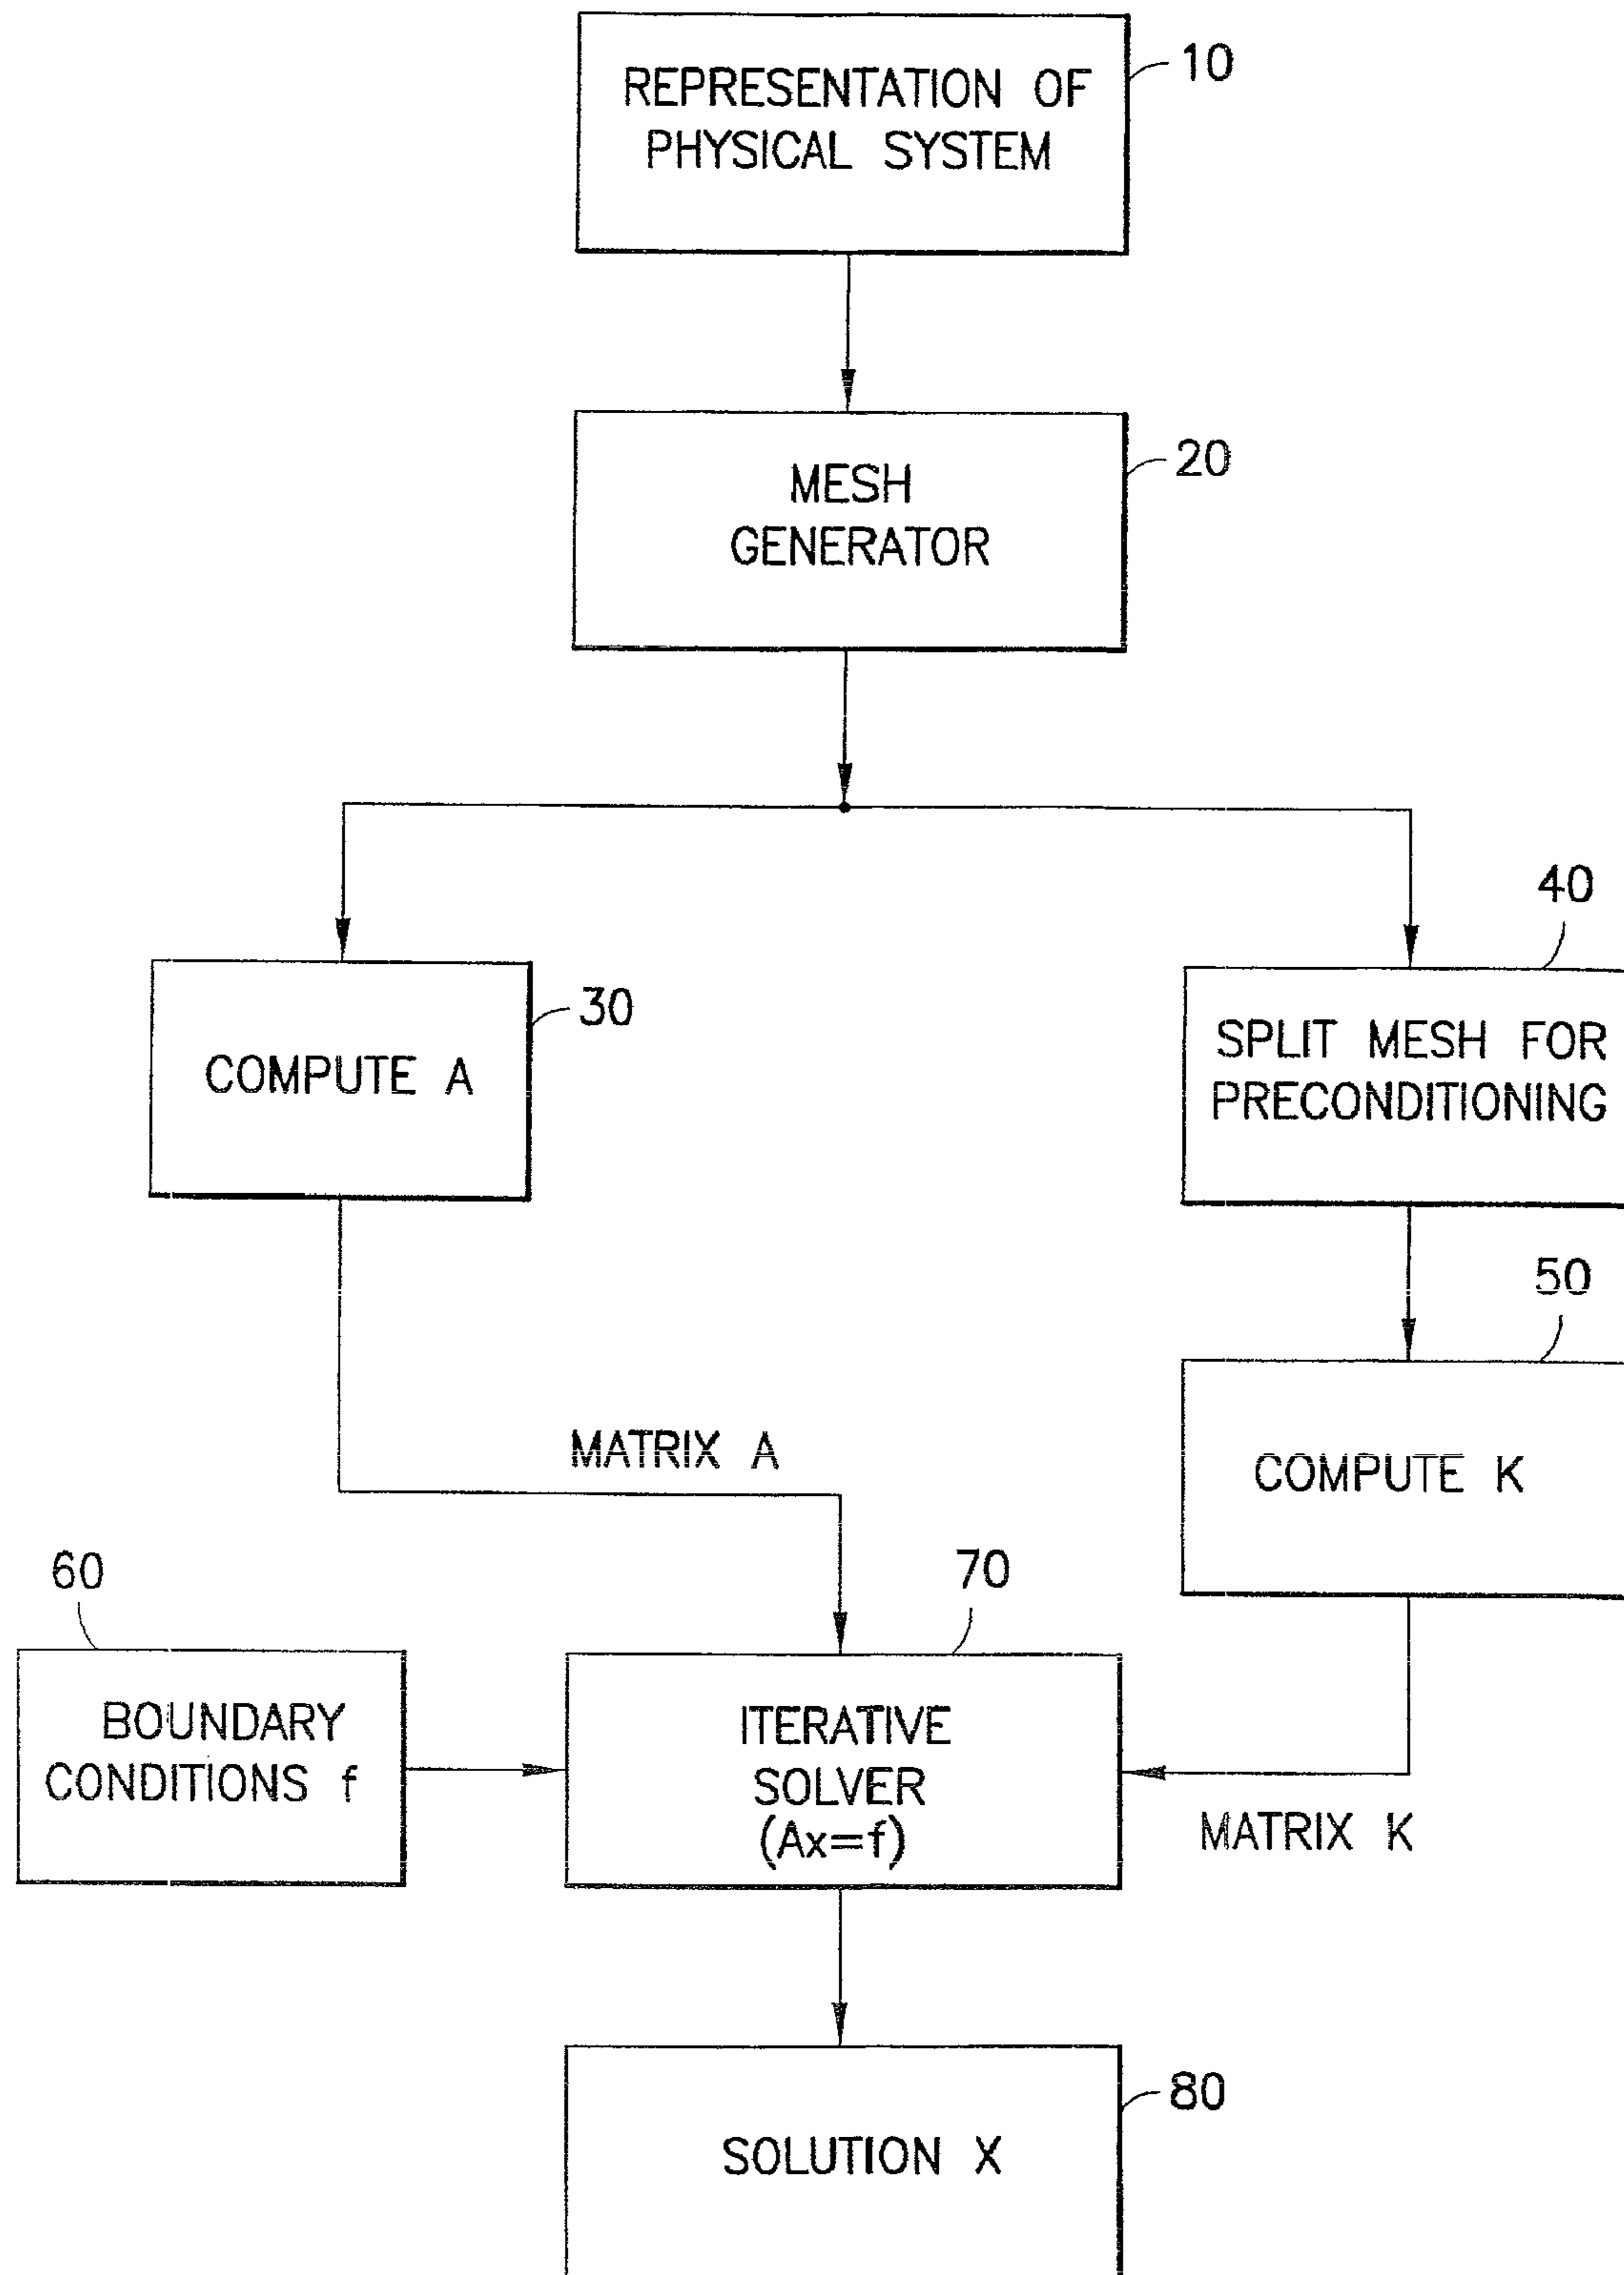 REPRESENTATION OF
PHYSICAL SYSTEM
10
MESH
GENERATOR
20
COMPUTE A
30
40
SPLIT MESH FOR
PRECONDITIONING
50
COMPUTE K
MATRIX A
60
BOUNDARY
CONDITIONS f
70
ITERATIVE
SOLVER
(Ax=f)
MATRIX K
SOLUTION X
80